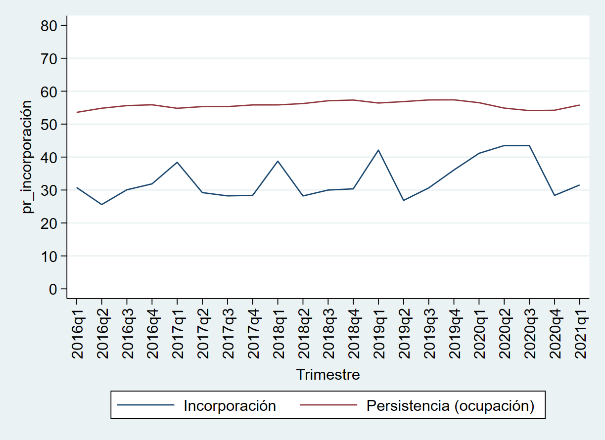 pr_incorporación
80
70
60
50
40
30
20
10
0
2016q1
2016q2
2016q3
2016q4
2017q1
2017q2
2017q3
2017q4
2018q1
2018q2
2018q3
2018q4
2019q1
2019q2
2019q3
2019q4
2020q1
2020q2
2020q3
2020q4
2021q1
Trimestre
Incorporación Persistencia (ocupación)